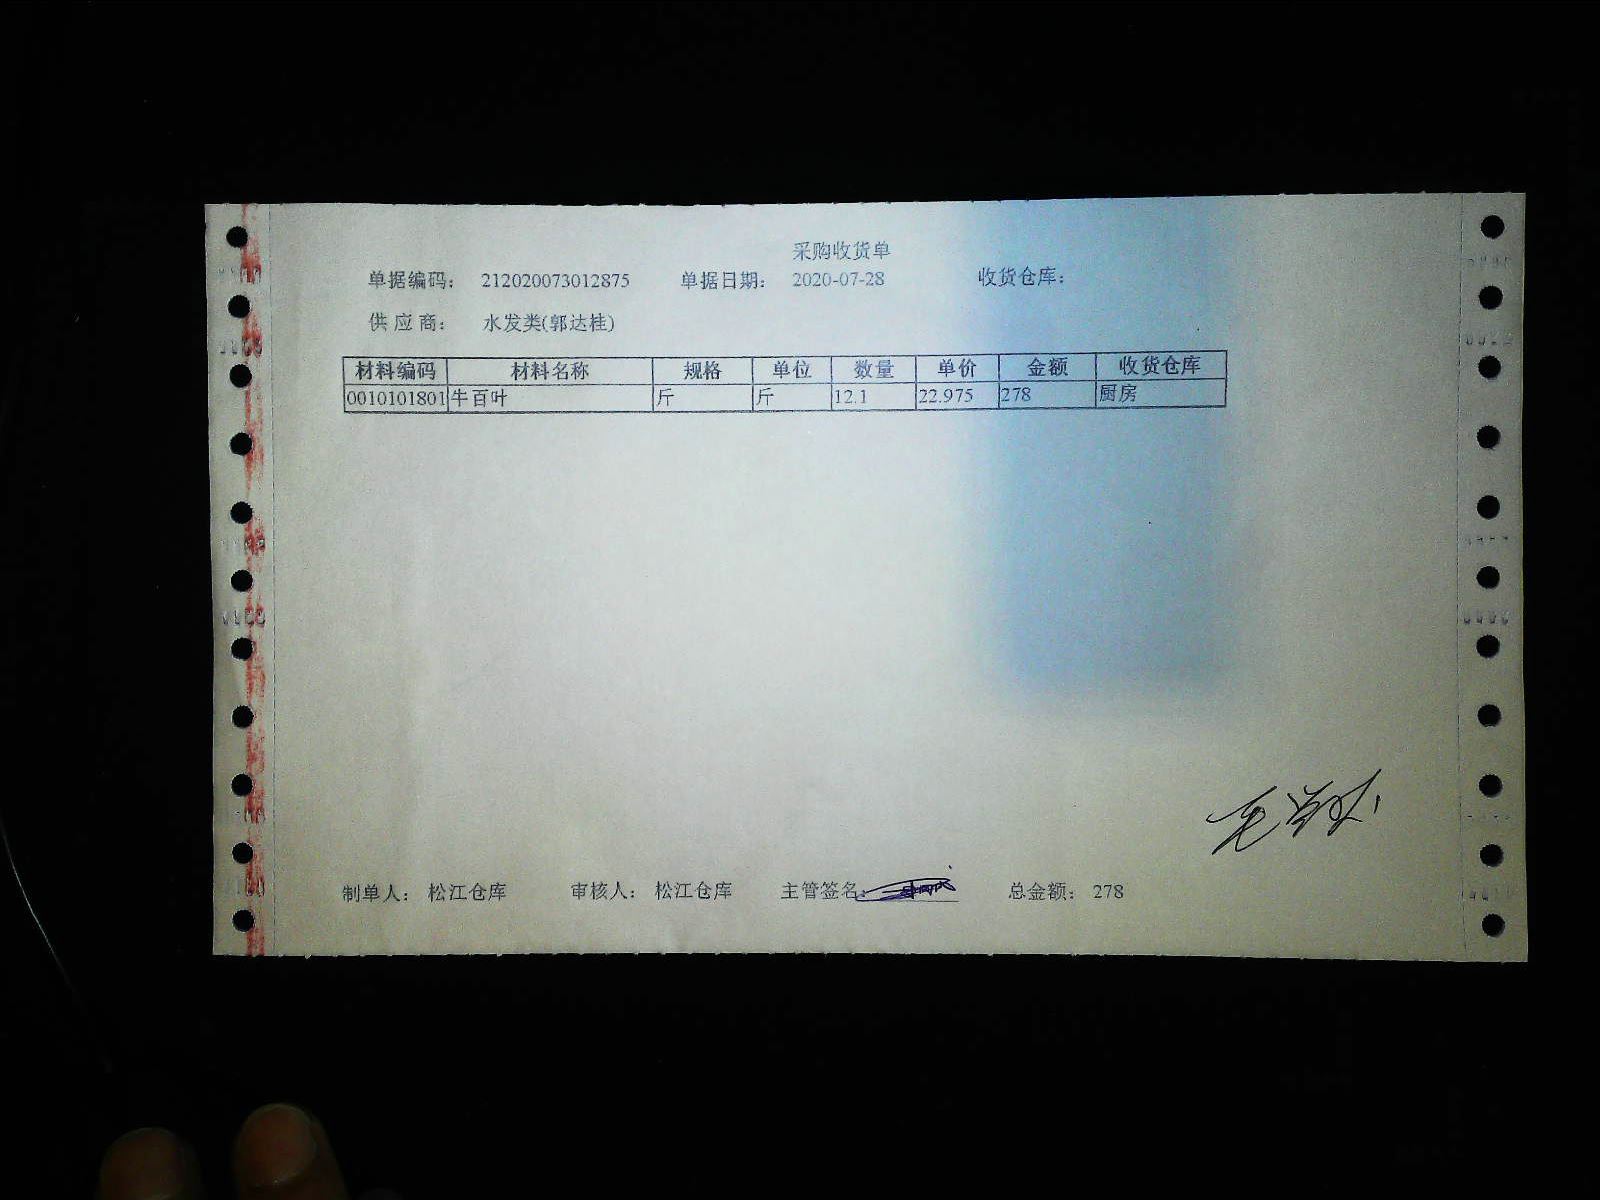 采购收货单
单据编码: 212020073012875 单据日期: 2020-07-28 收货仓库:
供应商: 水发类(郭达桂)
材料编码 材料名称 规格 单位 数量 单价 金额 收货仓库
0010101801 牛百叶 斤 斤 12.1 22.975 278 厨房
制单人: 松江仓库 审核人: 松江仓库 主管签名: 总金额: 278